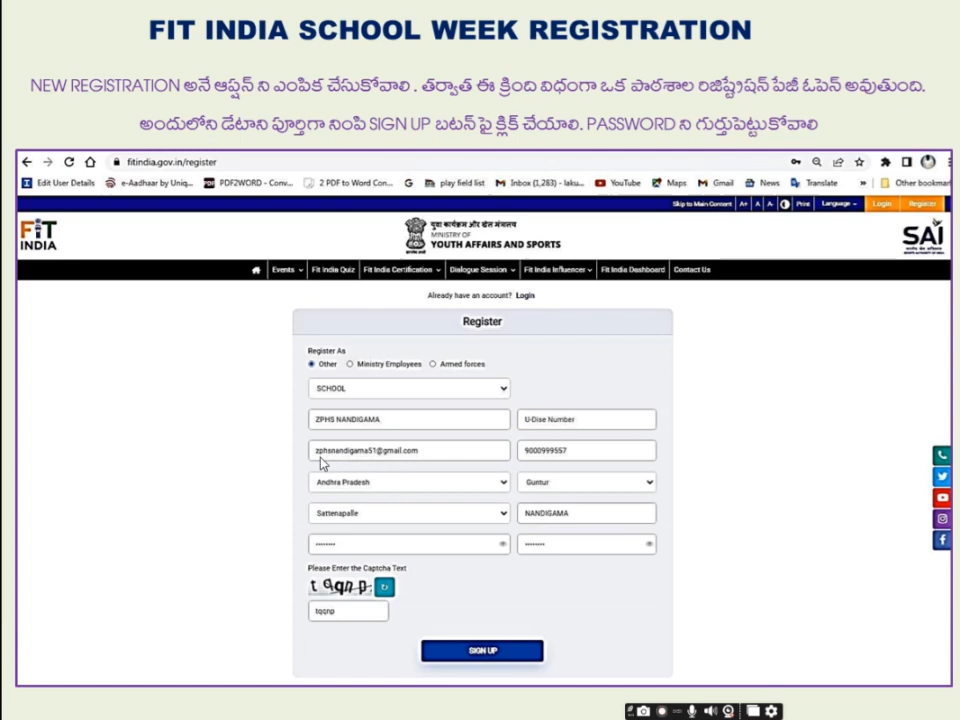 FIT INDIA SCHOOL WEEK REGISTRATION
NEW REGISTRATION అనే ఆప్షన్ ని ఎంపిక చేసుకోవాలి . తర్వాత ఈ క్రింది విధంగా ఒక పాఠశాల రిజిష్ట్రేషన్ పేజీ ఓపెన్ అవుతుంది.
అందులోని డేటాని పూర్తిగా నింపి SIGN UP బటన్ పై క్లిక్ చేయాలి. PASSWORD ని గుర్తుపెట్టుకోవాలి
fitindia.gov.in/register
Edit User Details e-Aadhaar by Uniq... PDF2WORD - Conv... 2 PDF to Word Con... play field list Inbox (1,283) - laku... YouTube Maps Gmail News Translate » Other bookmar
Skip to Main Content A+ A A- Print Language Login Register
FIT INDIA
युवा कार्यक्रम और खेल मंत्रालय
MINISTRY OF
YOUTH AFFAIRS AND SPORTS
SAI
Events Fit India Quiz Fit India Certification Dialogue Session Fit India Influencer Fit India Dashboard Contact Us
Already have an account? Login
Register
Register As
Other Ministry Employees Armed forces
SCHOOL
ZPHS NANDIGAMA U-Dise Number
zphsnandigama51@gmail.com 9000999557
Andhra Pradesh Guntur
Sattenapalle NANDIGAMA
Please Enter the Captcha Text
tqqnp
tqqnp
SIGN UP